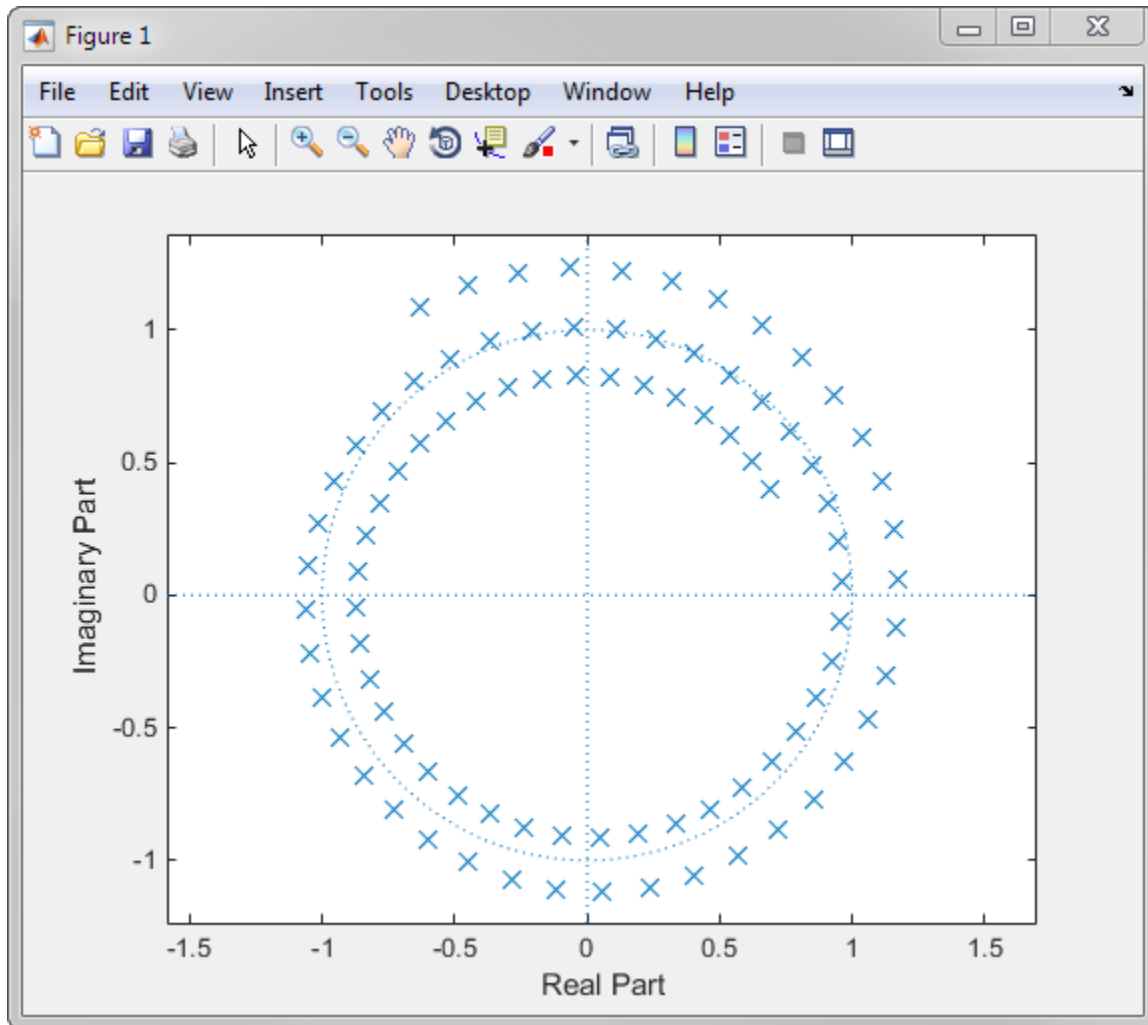 Figure 1
File Edit View Insert Tools Desktop Window Help
1
0.5
0
-0.5
-1
Imaginary Part
-1.5 -1 -0.5 0 0.5 1 1.5
Real Part